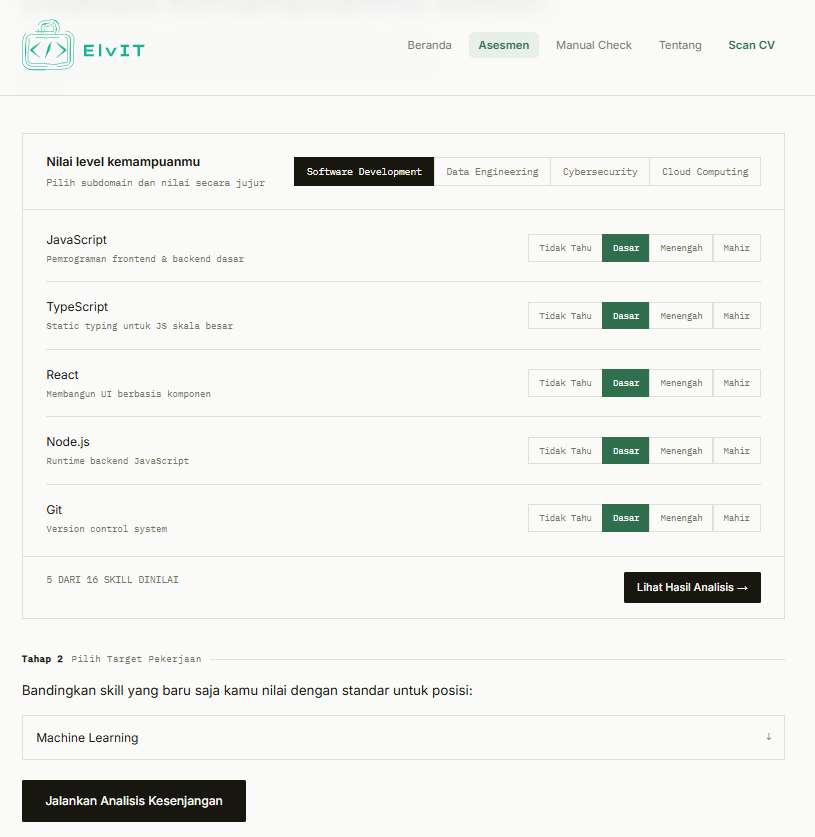 </> ElvIT
Beranda Asesmen Manual Check Tentang Scan CV
Nilai level kemampuanmu
Pilih subdomain dan nilai secara jujur
Software Development Data Engineering Cybersecurity Cloud Computing
JavaScript
Pemrograman frontend & backend dasar
Tidak Tahu Dasar Menengah Mahir
TypeScript
Static typing untuk JS skala besar
Tidak Tahu Dasar Menengah Mahir
React
Membangun UI berbasis komponen
Tidak Tahu Dasar Menengah Mahir
Node.js
Runtime backend JavaScript
Tidak Tahu Dasar Menengah Mahir
Git
Version control system
Tidak Tahu Dasar Menengah Mahir
5 DARI 16 SKILL DINILAI
Lihat Hasil Analisis →
Tahap 2 Pilih Target Pekerjaan
Bandingkan skill yang baru saja kamu nilai dengan standar untuk posisi:
Machine Learning ↓
Jalankan Analisis Kesenjangan